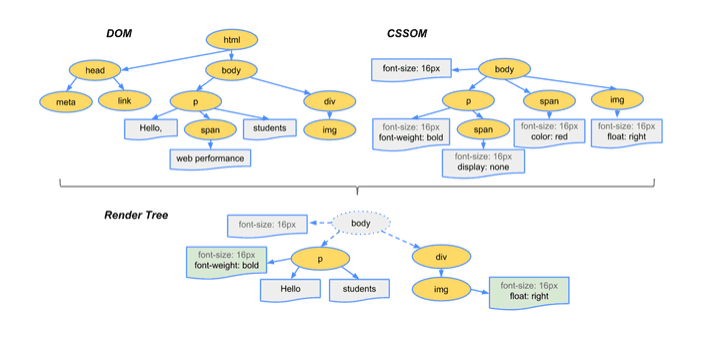 DOM
html
head
body
meta
link
p
div
Hello,
span
students
img
web performance
CSSOM
font-size: 16px
body
p
span
img
font-size: 16px
font-weight: bold
span
font-size: 16px
color: red
font-size: 16px
float: right
font-size: 16px
display: none
Render Tree
font-size: 16px
body
font-size: 16px
font-weight: bold
p
div
Hello
students
img
font-size: 16px
float: right